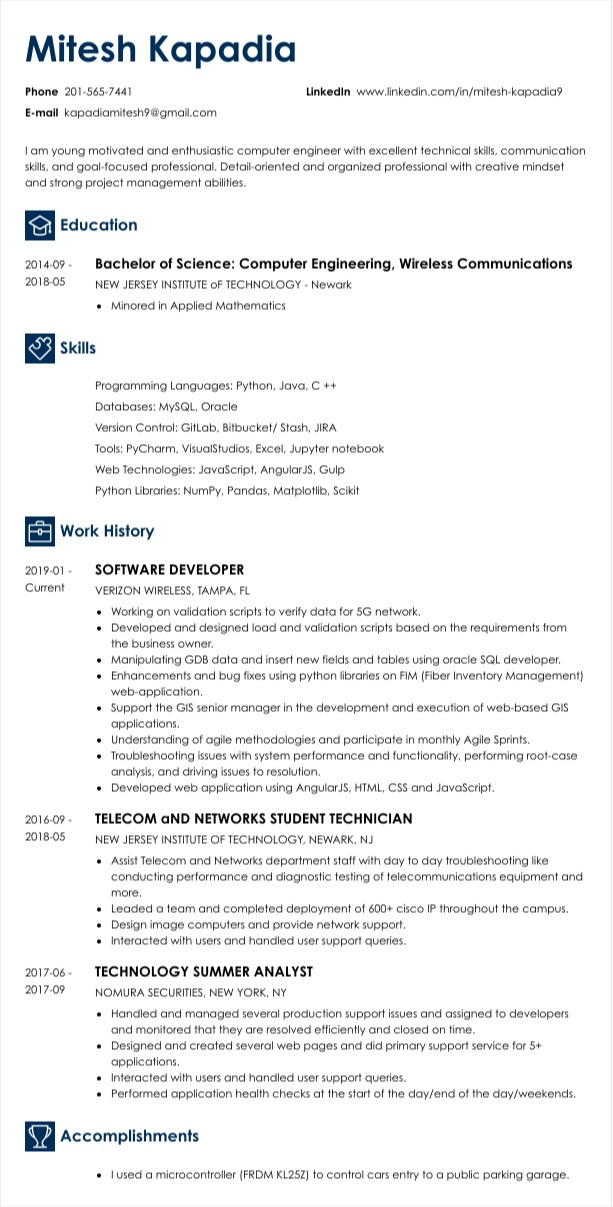 Mitesh Kapadia
Phone 201-565-7441 LinkedIn www.linkedin.com/in/mitesh-kapadia9
E-mail kapadiamitesh9@gmail.com
I am young motivated and enthusiastic computer engineer with excellent technical skills, communication
skills, and goal-focused professional. Detail-oriented and organized professional with creative mindset
and strong project management abilities.
Education
2014-09 - Bachelor of Science: Computer Engineering, Wireless Communications
2018-05 NEW JERSEY INSTITUTE oF TECHNOLOGY - Newark
• Minored in Applied Mathematics
Skills
Programming Languages: Python, Java, C ++
Databases: MySQL, Oracle
Version Control: GitLab, Bitbucket/ Stash, JIRA
Tools: PyCharm, VisualStudios, Excel, Jupyter notebook
Web Technologies: JavaScript, AngularJS, Gulp
Python Libraries: NumPy, Pandas, Matplotlib, Scikit
Work History
2019-01 - SOFTWARE DEVELOPER
Current VERIZON WIRELESS, TAMPA, FL
• Working on validation scripts to verify data for 5G network.
• Developed and designed load and validation scripts based on the requirements from
the business owner.
• Manipulating GDB data and insert new fields and tables using oracle SQL developer.
• Enhancements and bug fixes using python libraries on FIM (Fiber Inventory Management)
web-application.
• Support the GIS senior manager in the development and execution of web-based GIS
applications.
• Understanding of agile methodologies and participate in monthly Agile Sprints.
• Troubleshooting issues with system performance and functionality, performing root-case
analysis, and driving issues to resolution.
• Developed web application using AngularJS, HTML, CSS and JavaScript.
2016-09 - TELECOM aND NETWORKS STUDENT TECHNICIAN
2018-05 NEW JERSEY INSTITUTE OF TECHNOLOGY, NEWARK, NJ
• Assist Telecom and Networks department staff with day to day troubleshooting like
conducting performance and diagnostic testing of telecommunications equipment and
more.
• Leaded a team and completed deployment of 600+ cisco IP throughout the campus.
• Design image computers and provide network support.
• Interacted with users and handled user support queries.
2017-06 - TECHNOLOGY SUMMER ANALYST
2017-09 NOMURA SECURITIES, NEW YORK, NY
• Handled and managed several production support issues and assigned to developers
and monitored that they are resolved efficiently and closed on time.
• Designed and created several web pages and did primary support service for 5+
applications.
• Interacted with users and handled user support queries.
• Performed application health checks at the start of the day/end of the day/weekends.
Accomplishments
• I used a microcontroller (FRDM KL25Z) to control cars entry to a public parking garage.